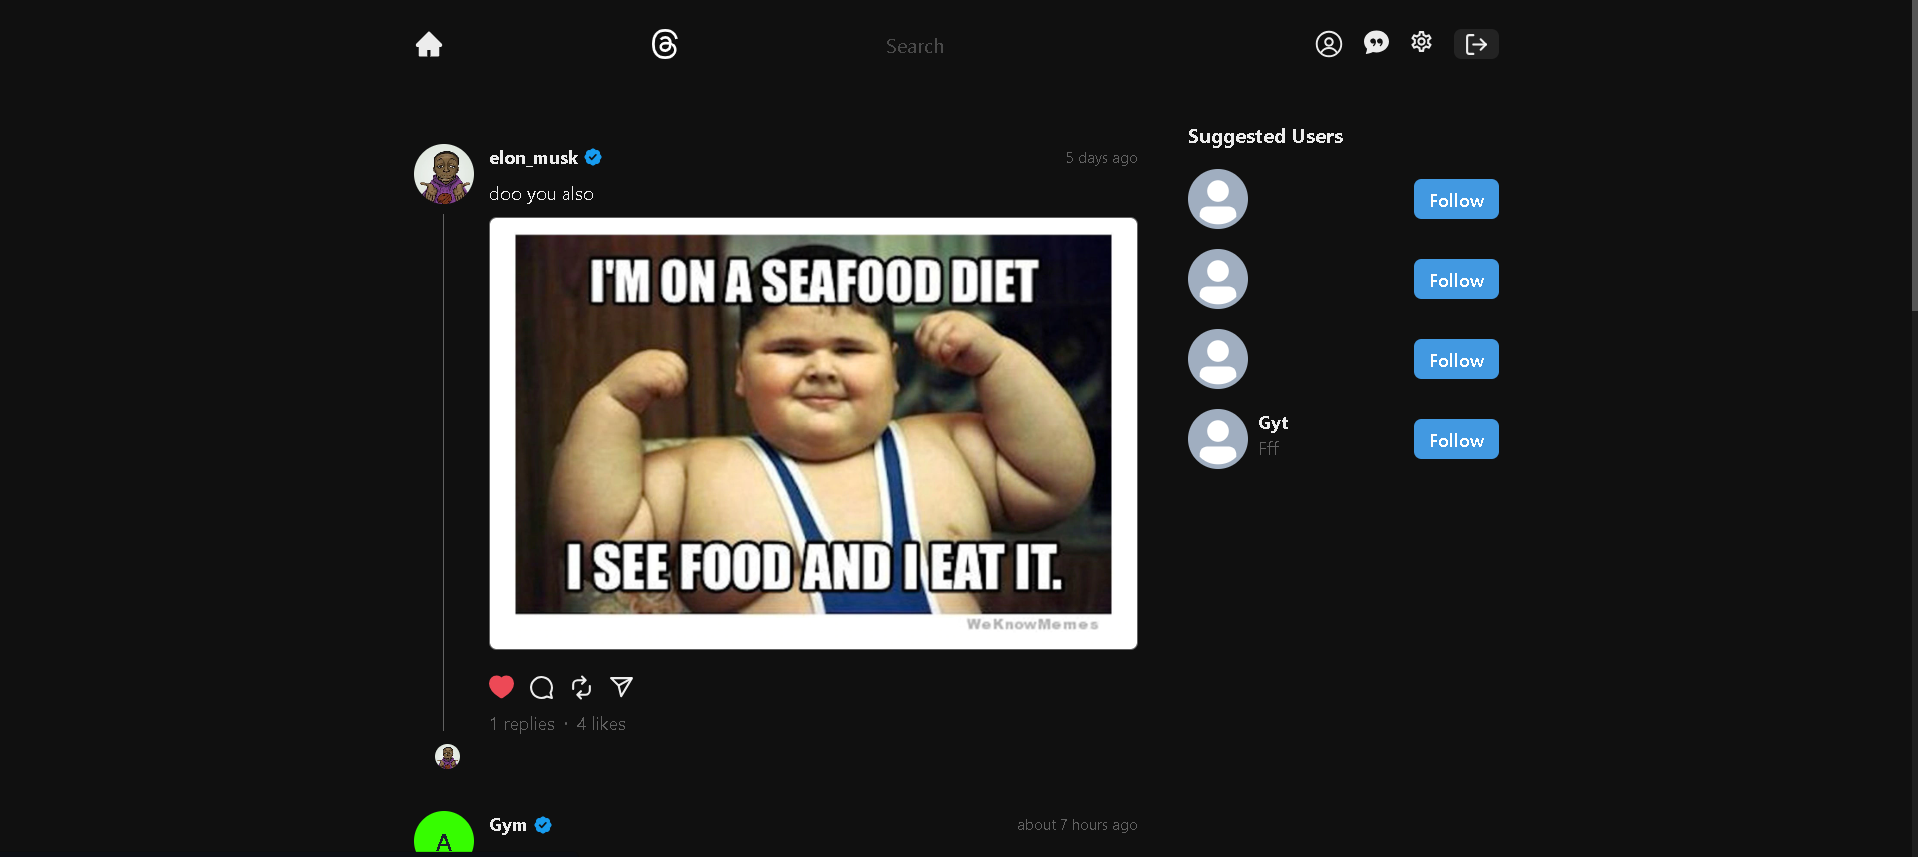 Search
elon_musk
5 days ago
doo you also
I'M ON A SEAFOOD DIET
I SEE FOOD AND I EAT IT.
WeKnowMemes
1 replies · 4 likes
Gym
about 7 hours ago
A
Suggested Users
Follow
Follow
Follow
Gyt
Fff
Follow